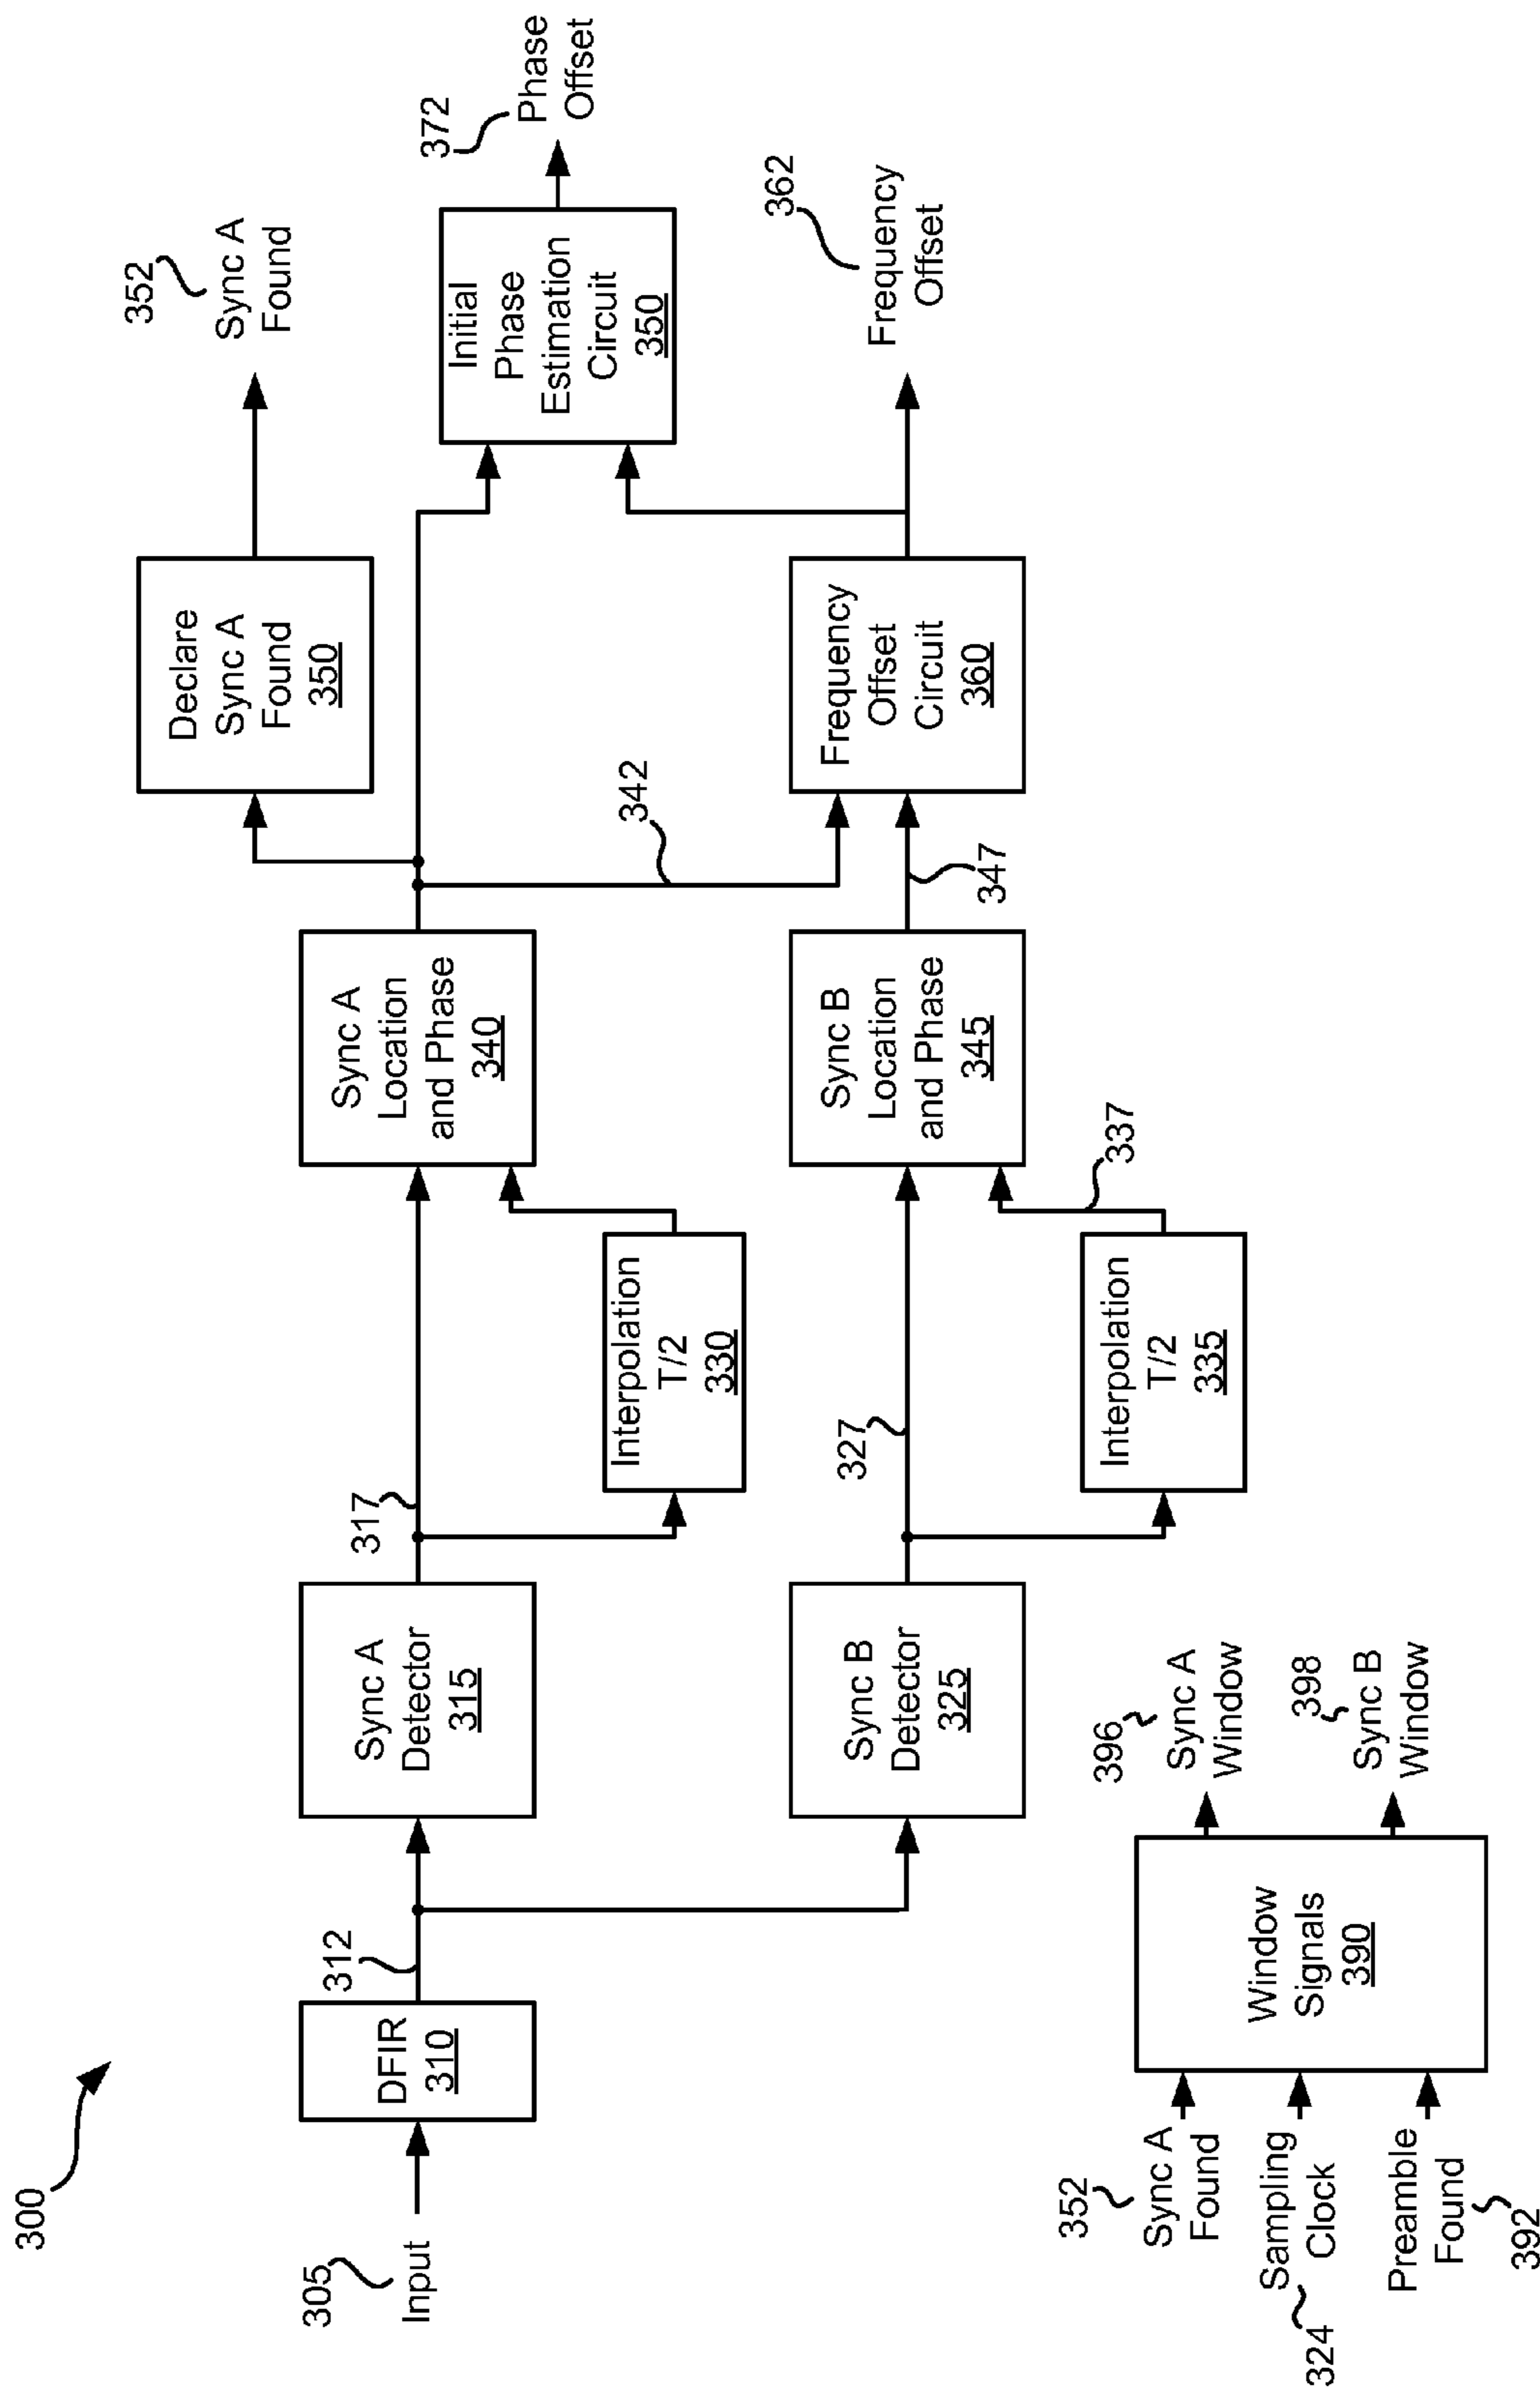 300
305
Input
DFIR
310
312
Sync A
Detector
315
317
Interpolation
T/2
330
Sync A
Location
and Phase
340
Declare
Sync A
Found
350
352
Sync A
Found
342
Initial
Phase
Estimation
Circuit
350
372
Phase
Offset
Sync B
Detector
325
327
Interpolation
T/2
335
337
Sync B
Location
and Phase
345
347
Frequency
Offset
Circuit
360
362
Frequency
Offset
352
Sync A
Found
Sampling
Clock
324
Preamble
Found
392
Window
Signals
390
396
Sync A
Window
398
Sync B
Window